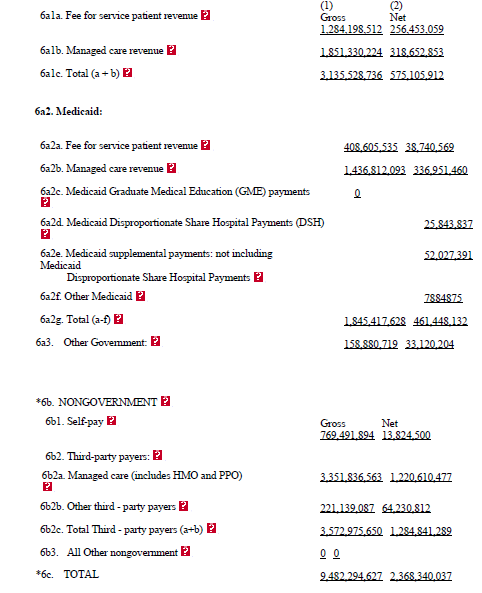 (1) (2)
6a1a. Fee for service patient revenue ? Gross Net
1,284,198,512 256,453,059
6a1b. Managed care revenue ? 1,851,330,224 318,652,853
6a1c. Total (a + b) ? 3,135,528,736 575,105,912
6a2. Medicaid:
6a2a. Fee for service patient revenue ? 408,605,535 38,740,569
6a2b. Managed care revenue ? 1,436,812,093 336,951,460
6a2c. Medicaid Graduate Medical Education (GME) payments 0
?
6a2d. Medicaid Disproportionate Share Hospital Payments (DSH) 25,843,837
?
6a2e. Medicaid supplemental payments: not including 52,027,391
Medicaid
Disproportionate Share Hospital Payments ?
6a2f. Other Medicaid ? 7884875
6a2g. Total (a-f) ? 1,845,417,628 461,448,132
6a3. Other Government: ? 158,880,719 33,120,204
*6b. NONGOVERNMENT ?
6b1. Self-pay ? Gross Net
769,491,894 13,824,500
6b2. Third-party payers: ?
6b2a. Managed care (includes HMO and PPO) 3,351,836,563 1,220,610,477
?
6b2b. Other third - party payers ? 221,139,087 64,230,812
6b2c. Total Third - party payers (a+b) ? 3,572,975,650 1,284,841,289
6b3. All Other nongovernment ? 0 0
*6c. TOTAL 9,482,294,627 2,368,340,037